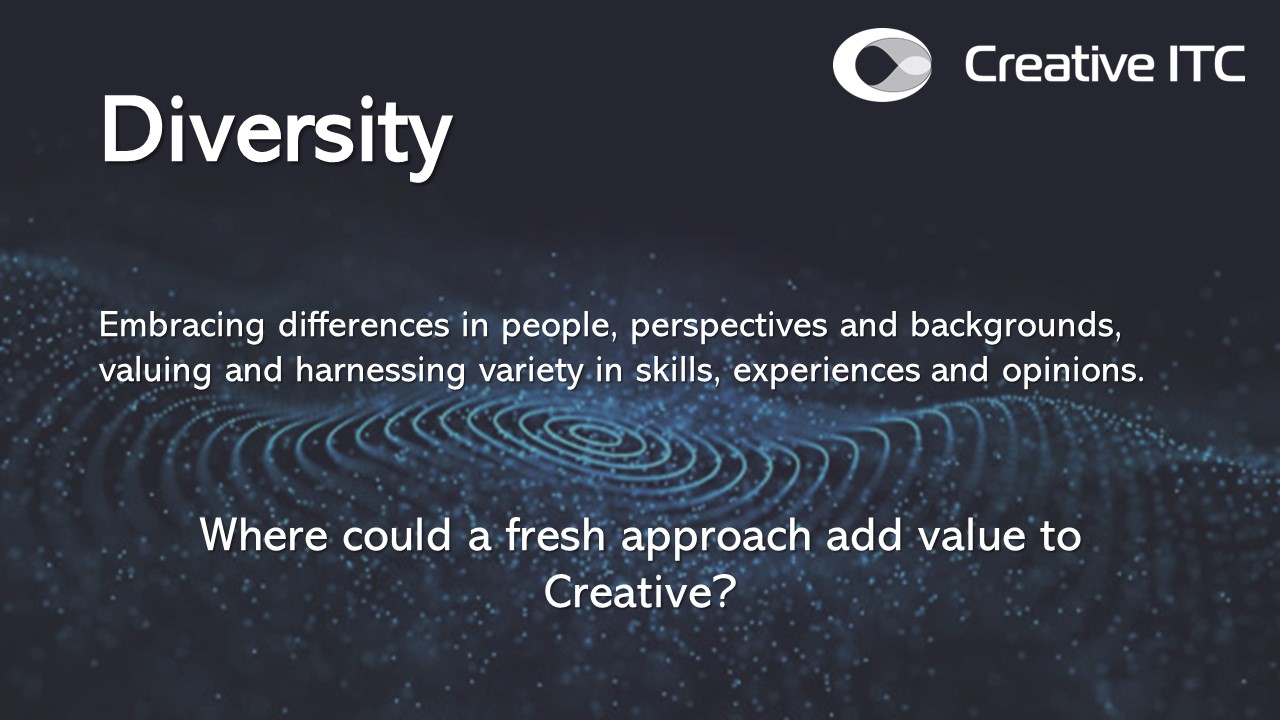 Creative ITC
Diversity
Embracing differences in people, perspectives and backgrounds,
valuing and harnessing variety in skills, experiences and opinions.
Where could a fresh approach add value to
Creative?